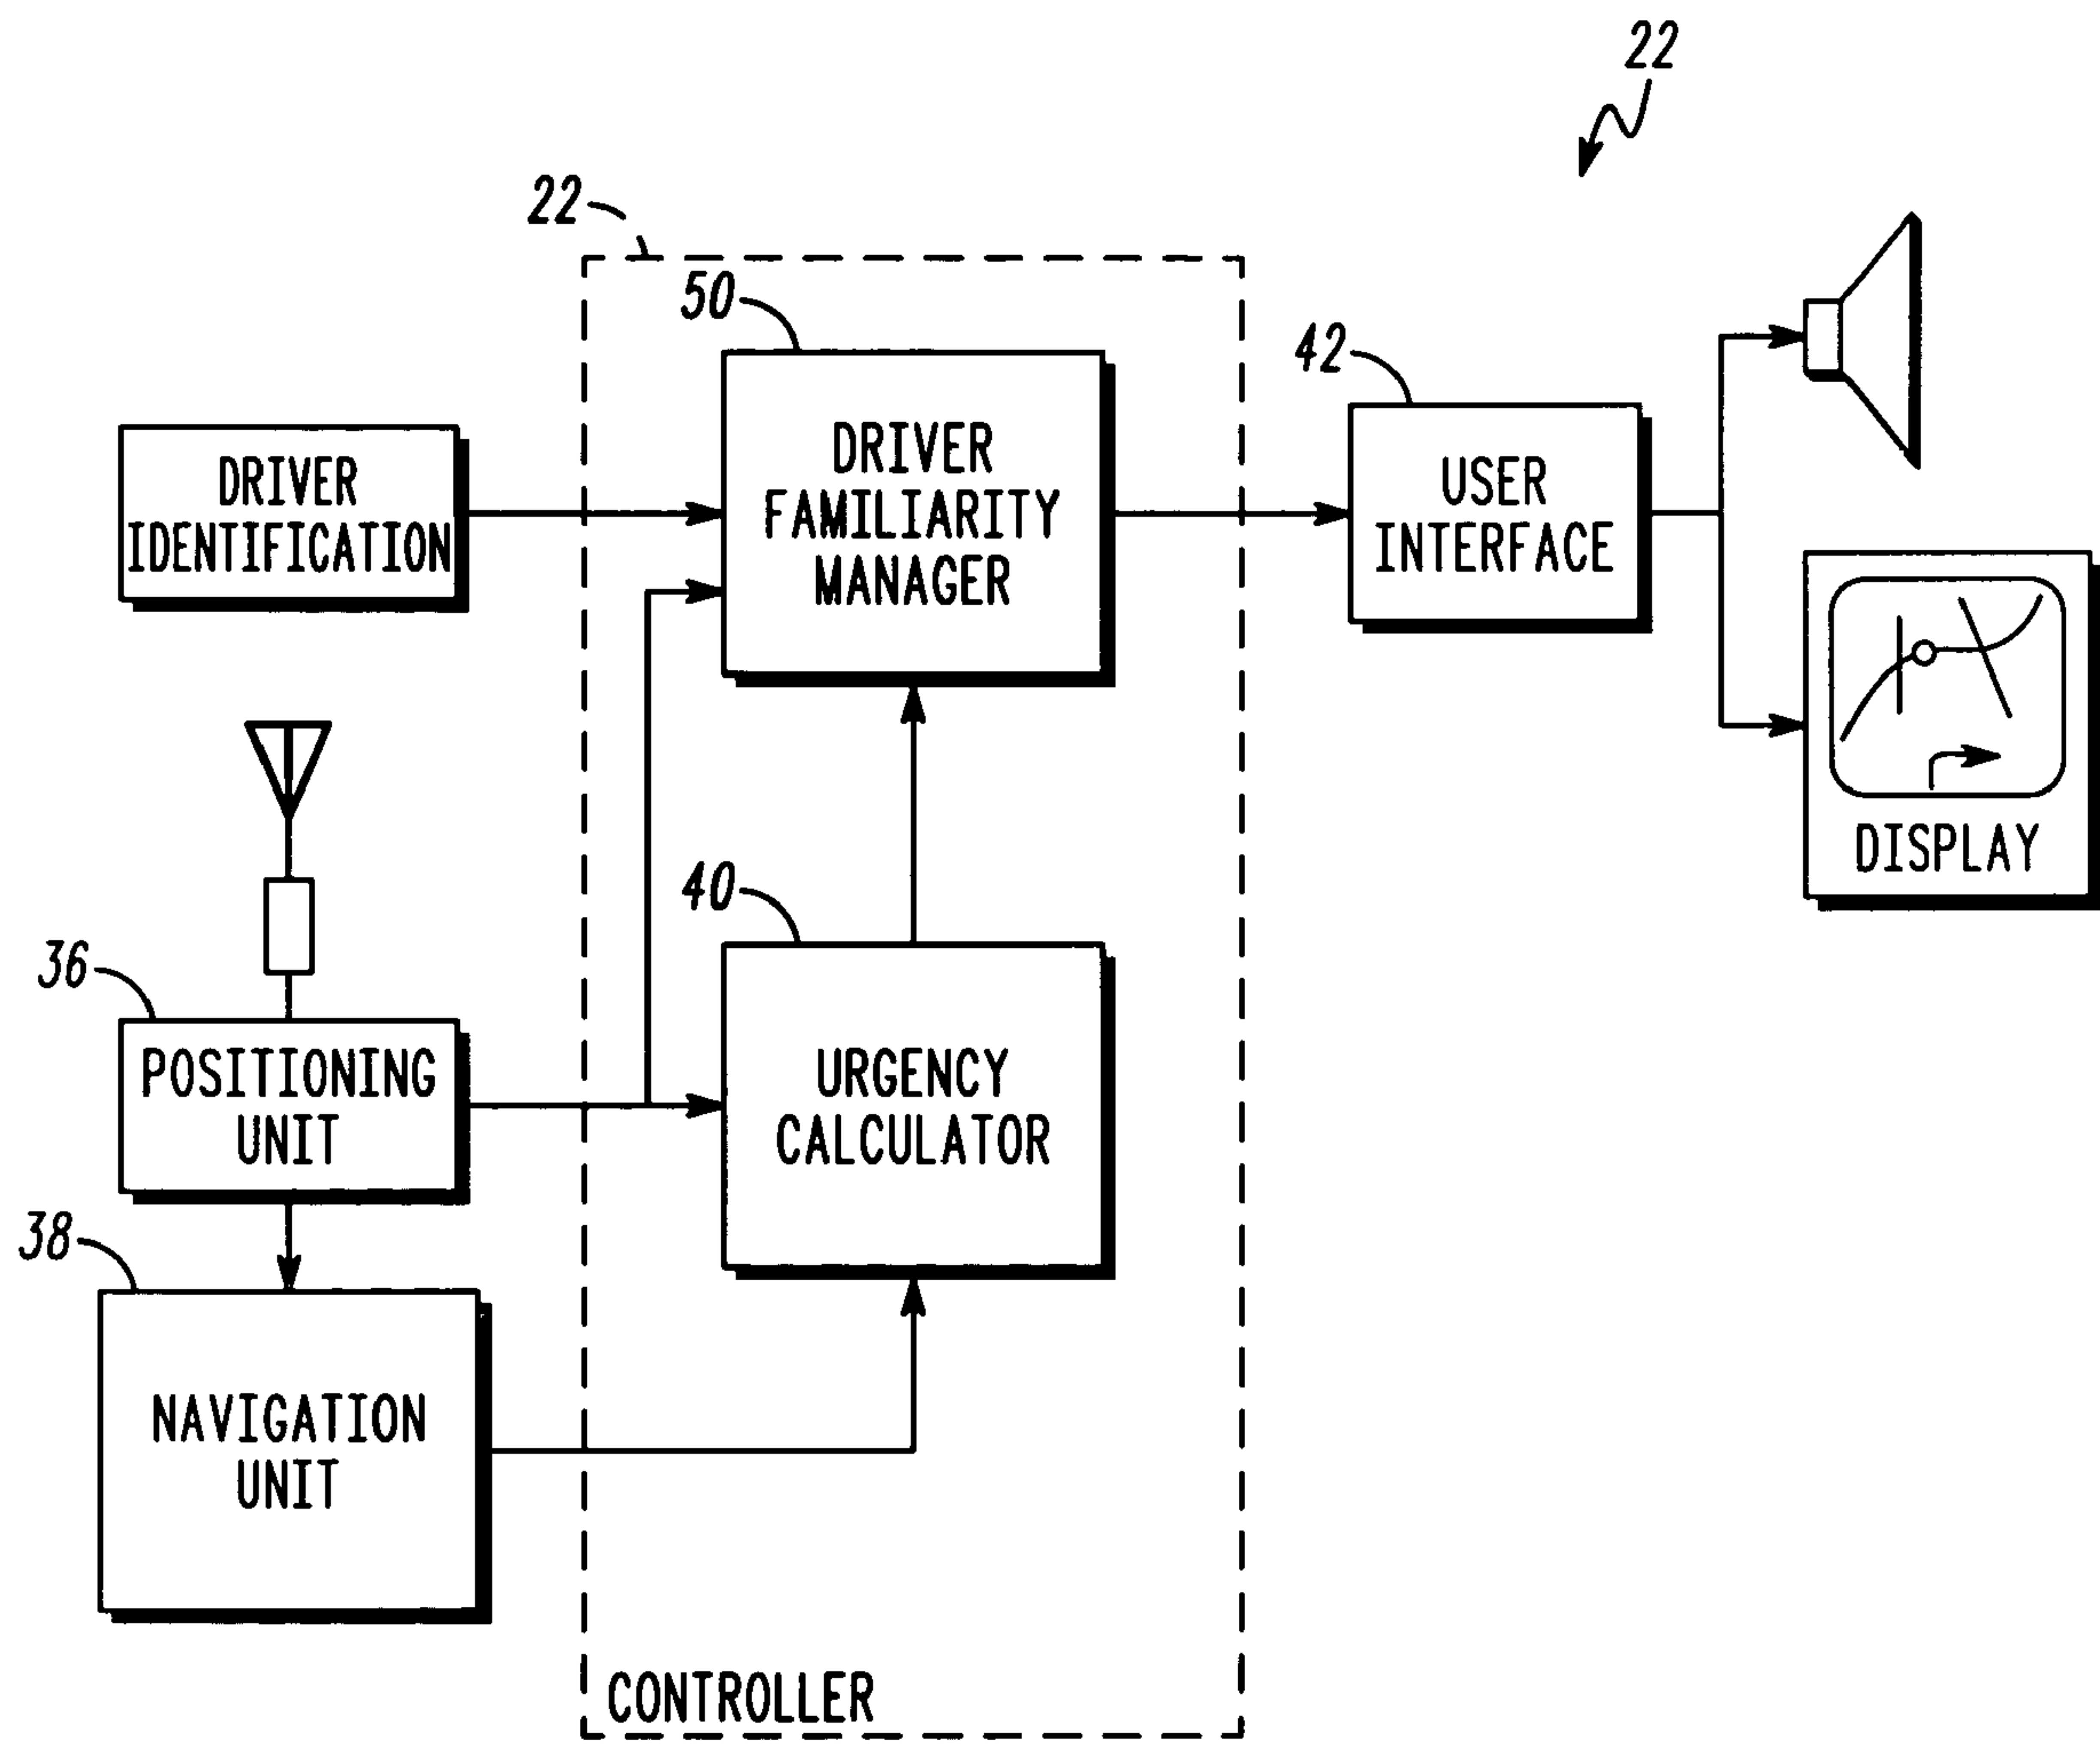 22
22
50
DRIVER
FAMILIARITY
MANAGER
42
USER
INTERFACE
DRIVER
IDENTIFICATION
DISPLAY
40
URGENCY
CALCULATOR
36
POSITIONING
UNIT
38
NAVIGATION
UNIT
CONTROLLER